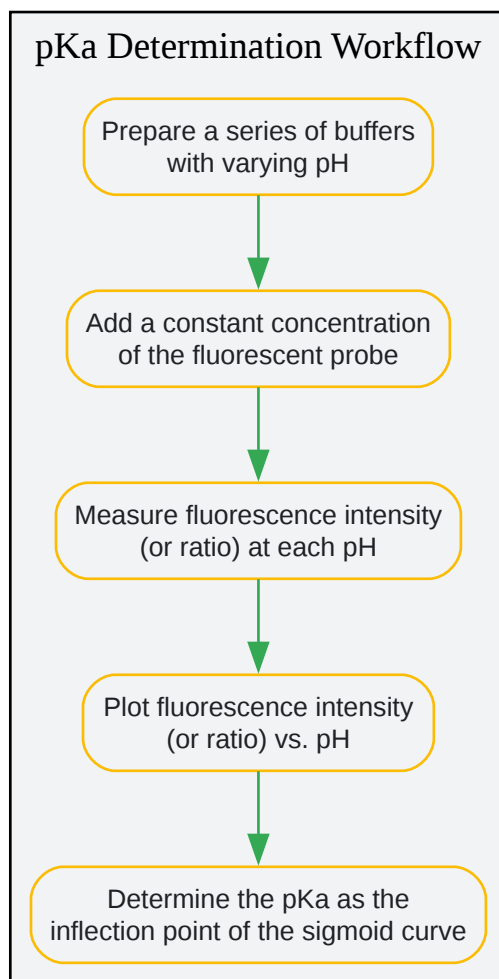 pKa Determination Workflow
Prepare a series of buffers
with varying pH
Add a constant concentration
of the fluorescent probe
Measure fluorescence intensity
(or ratio) at each pH
Plot fluorescence intensity
(or ratio) vs. pH
Determine the pKa as the
inflection point of the sigmoid curve